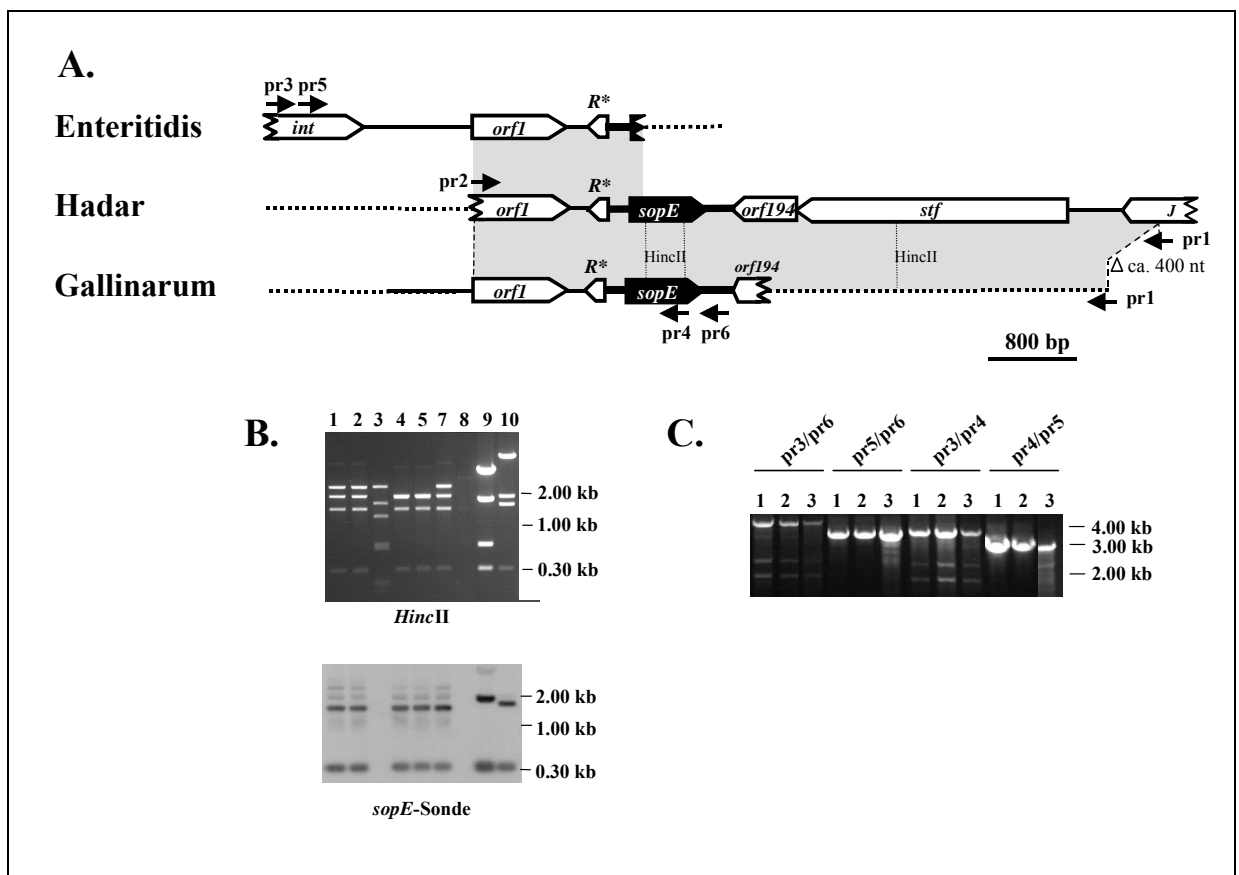 A.
pr3 pr5
Enteritidis
int
orf1
R*
pr2
Hadar
orf1
R*
sopE
orf194
stf
J
pr1
HincII
HincII
Δ ca. 400 nt
Gallinarum
orf1
R*
sopE
orf194
pr1
pr4 pr6
800 bp
B.
1 2 3 4 5 7 8 9 10
2.00 kb
1.00 kb
0.30 kb
HincII
2.00 kb
1.00 kb
0.30 kb
sopE-Sonde
C.
pr3/pr6 pr5/pr6 pr3/pr4 pr4/pr5
1 2 3 1 2 3 1 2 3 1 2 3
4.00 kb
3.00 kb
2.00 kb